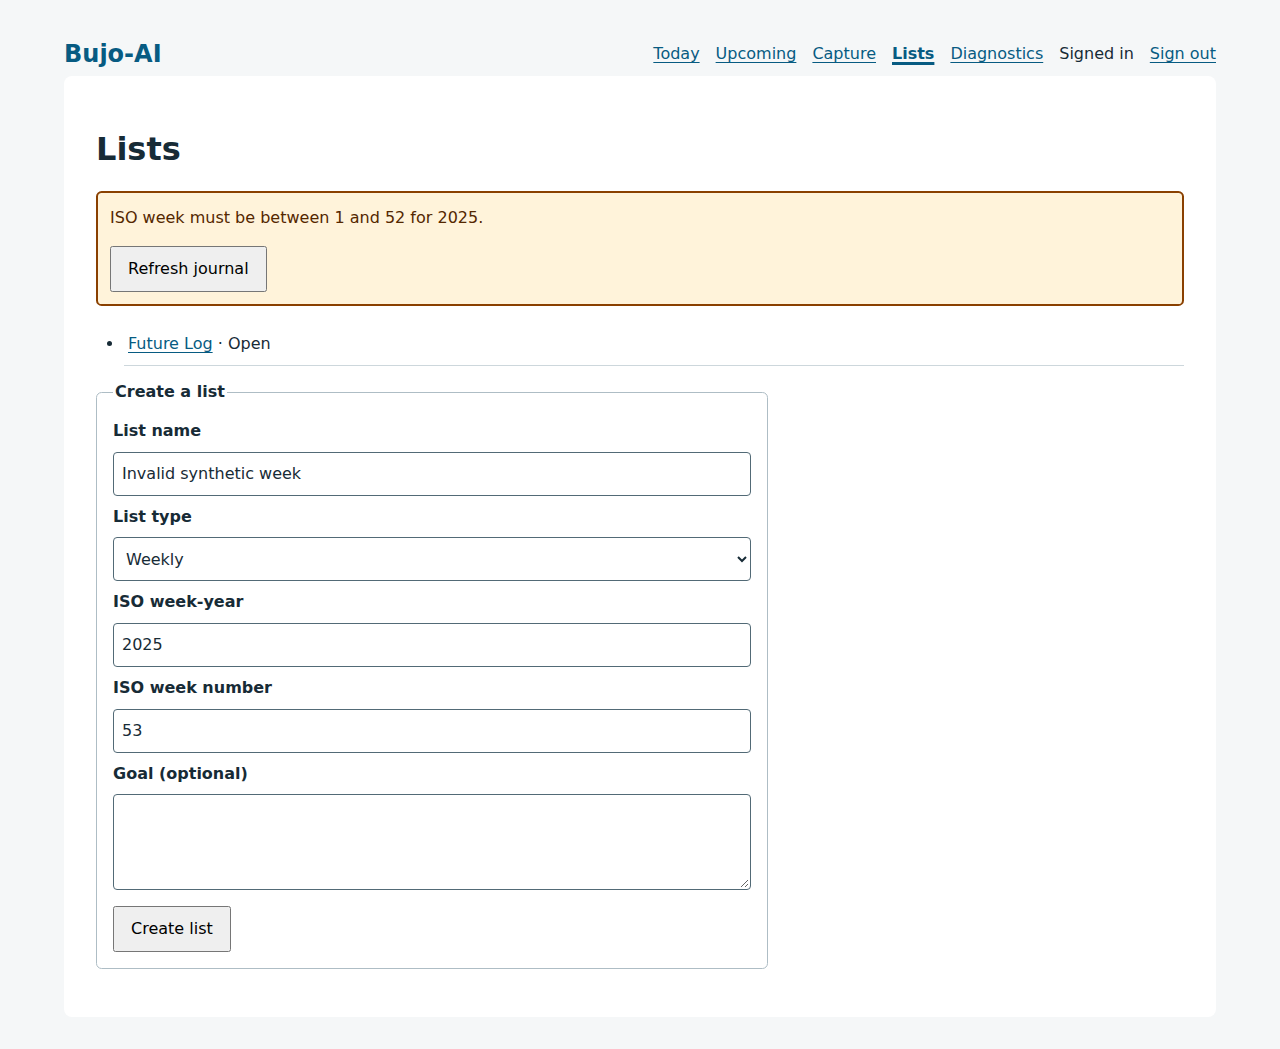 Bujo-AI
Today Upcoming Capture Lists Diagnostics Signed in Sign out
Lists
ISO week must be between 1 and 52 for 2025.
Refresh journal
Future Log · Open
Create a list
List name
Invalid synthetic week
List type
Weekly
ISO week-year
2025
ISO week number
53
Goal (optional)
Create list